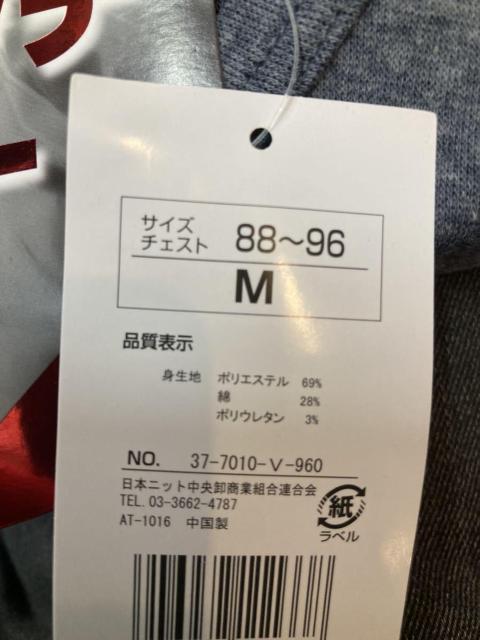 サイズ
チェスト 88〜96
M
品質表示
身生地 ポリエステル 69%
綿 28%
ポリウレタン 3%
NO. 37-7010-V-960
日本ニット中央卸商業組合連合会
TEL. 03-3662-4787
AT-1016 中国製
紙
ラベル